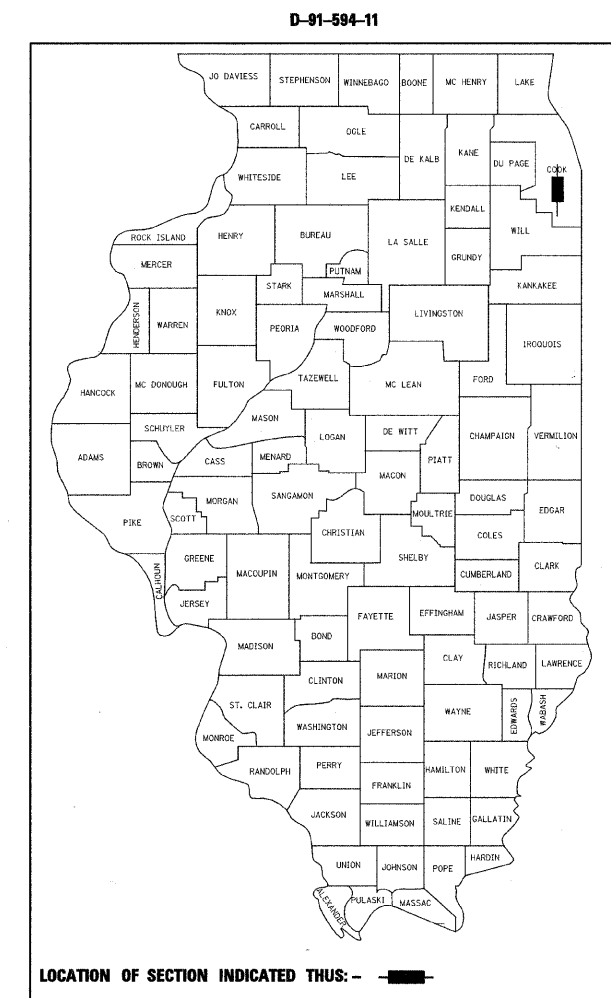 D-91-594-11
JO DAVIESS
STEPHENSON
WINNEBAGO
BOONE
MC HENRY
LAKE
CARROLL
OGLE
DE KALB
KANE
DU PAGE
COOK
WHITESIDE
LEE
KENDALL
WILL
ROCK ISLAND
HENRY
BUREAU
LA SALLE
GRUNDY
MERCER
PUTNAM
STARK
MARSHALL
KANKAKEE
HENDERSON
WARREN
KNOX
PEORIA
WOODFORD
LIVINGSTON
IROQUOIS
HANCOCK
MC DONOUGH
FULTON
TAZEWELL
MC LEAN
FORD
MASON
SCHUYLER
LOGAN
DE WITT
CHAMPAIGN
VERMILION
ADAMS
BROWN
CASS
MENARD
MACON
PIATT
MORGAN
SANGAMON
DOUGLAS
EDGAR
PIKE
SCOTT
CHRISTIAN
MOULTRIE
COLES
GREENE
MACOUPIN
MONTGOMERY
SHELBY
CUMBERLAND
CLARK
CALHOUN
JERSEY
FAYETTE
EFFINGHAM
JASPER
CRAWFORD
MADISON
BOND
CLAY
RICHLAND
LAWRENCE
CLINTON
MARION
ST. CLAIR
WAYNE
EDWARDS
WABASH
MONROE
WASHINGTON
JEFFERSON
RANDOLPH
PERRY
HAMILTON
WHITE
FRANKLIN
JACKSON
WILLIAMSON
SALINE
GALLATIN
UNION
JOHNSON
POPE
HARDIN
ALEXANDER
PULASKI
MASSAC
LOCATION OF SECTION INDICATED THUS: -